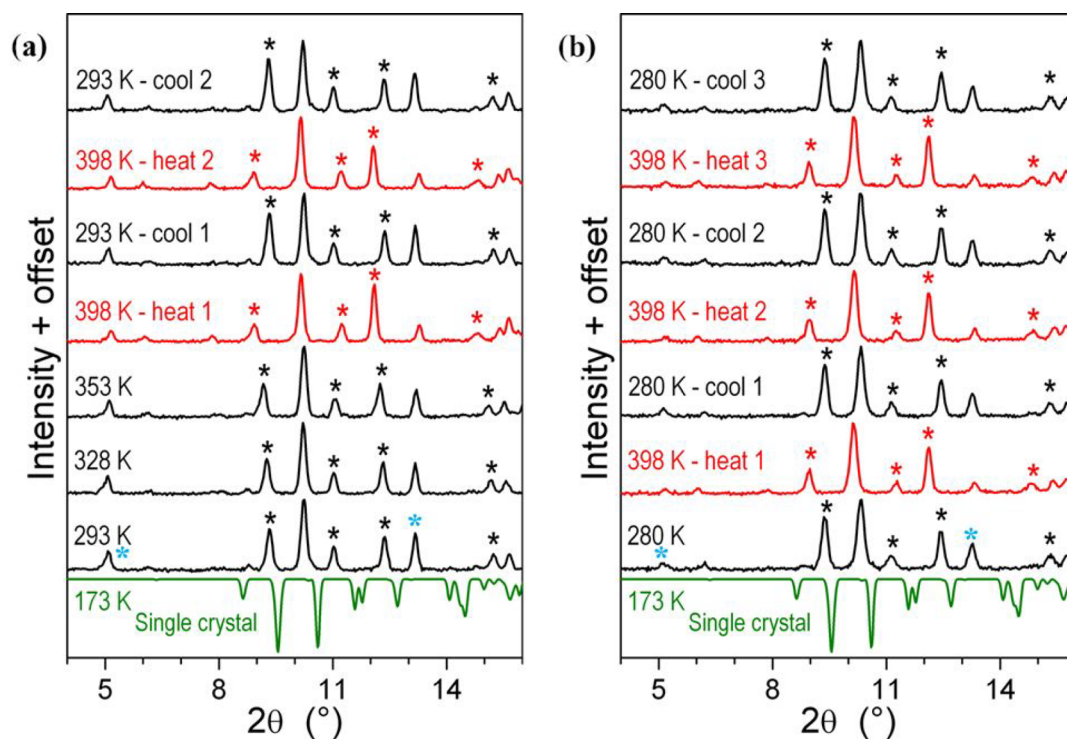 (a)
293 K - cool 2
398 K - heat 2
293 K - cool 1
398 K - heat 1
353 K
328 K
293 K
173 K
Single crystal
Intensity + offset
5
8
11
14
2θ (°)
(b)
280 K - cool 3
398 K - heat 3
280 K - cool 2
398 K - heat 2
280 K - cool 1
398 K - heat 1
280 K
173 K
Single crystal
Intensity + offset
5
8
11
14
2θ (°)